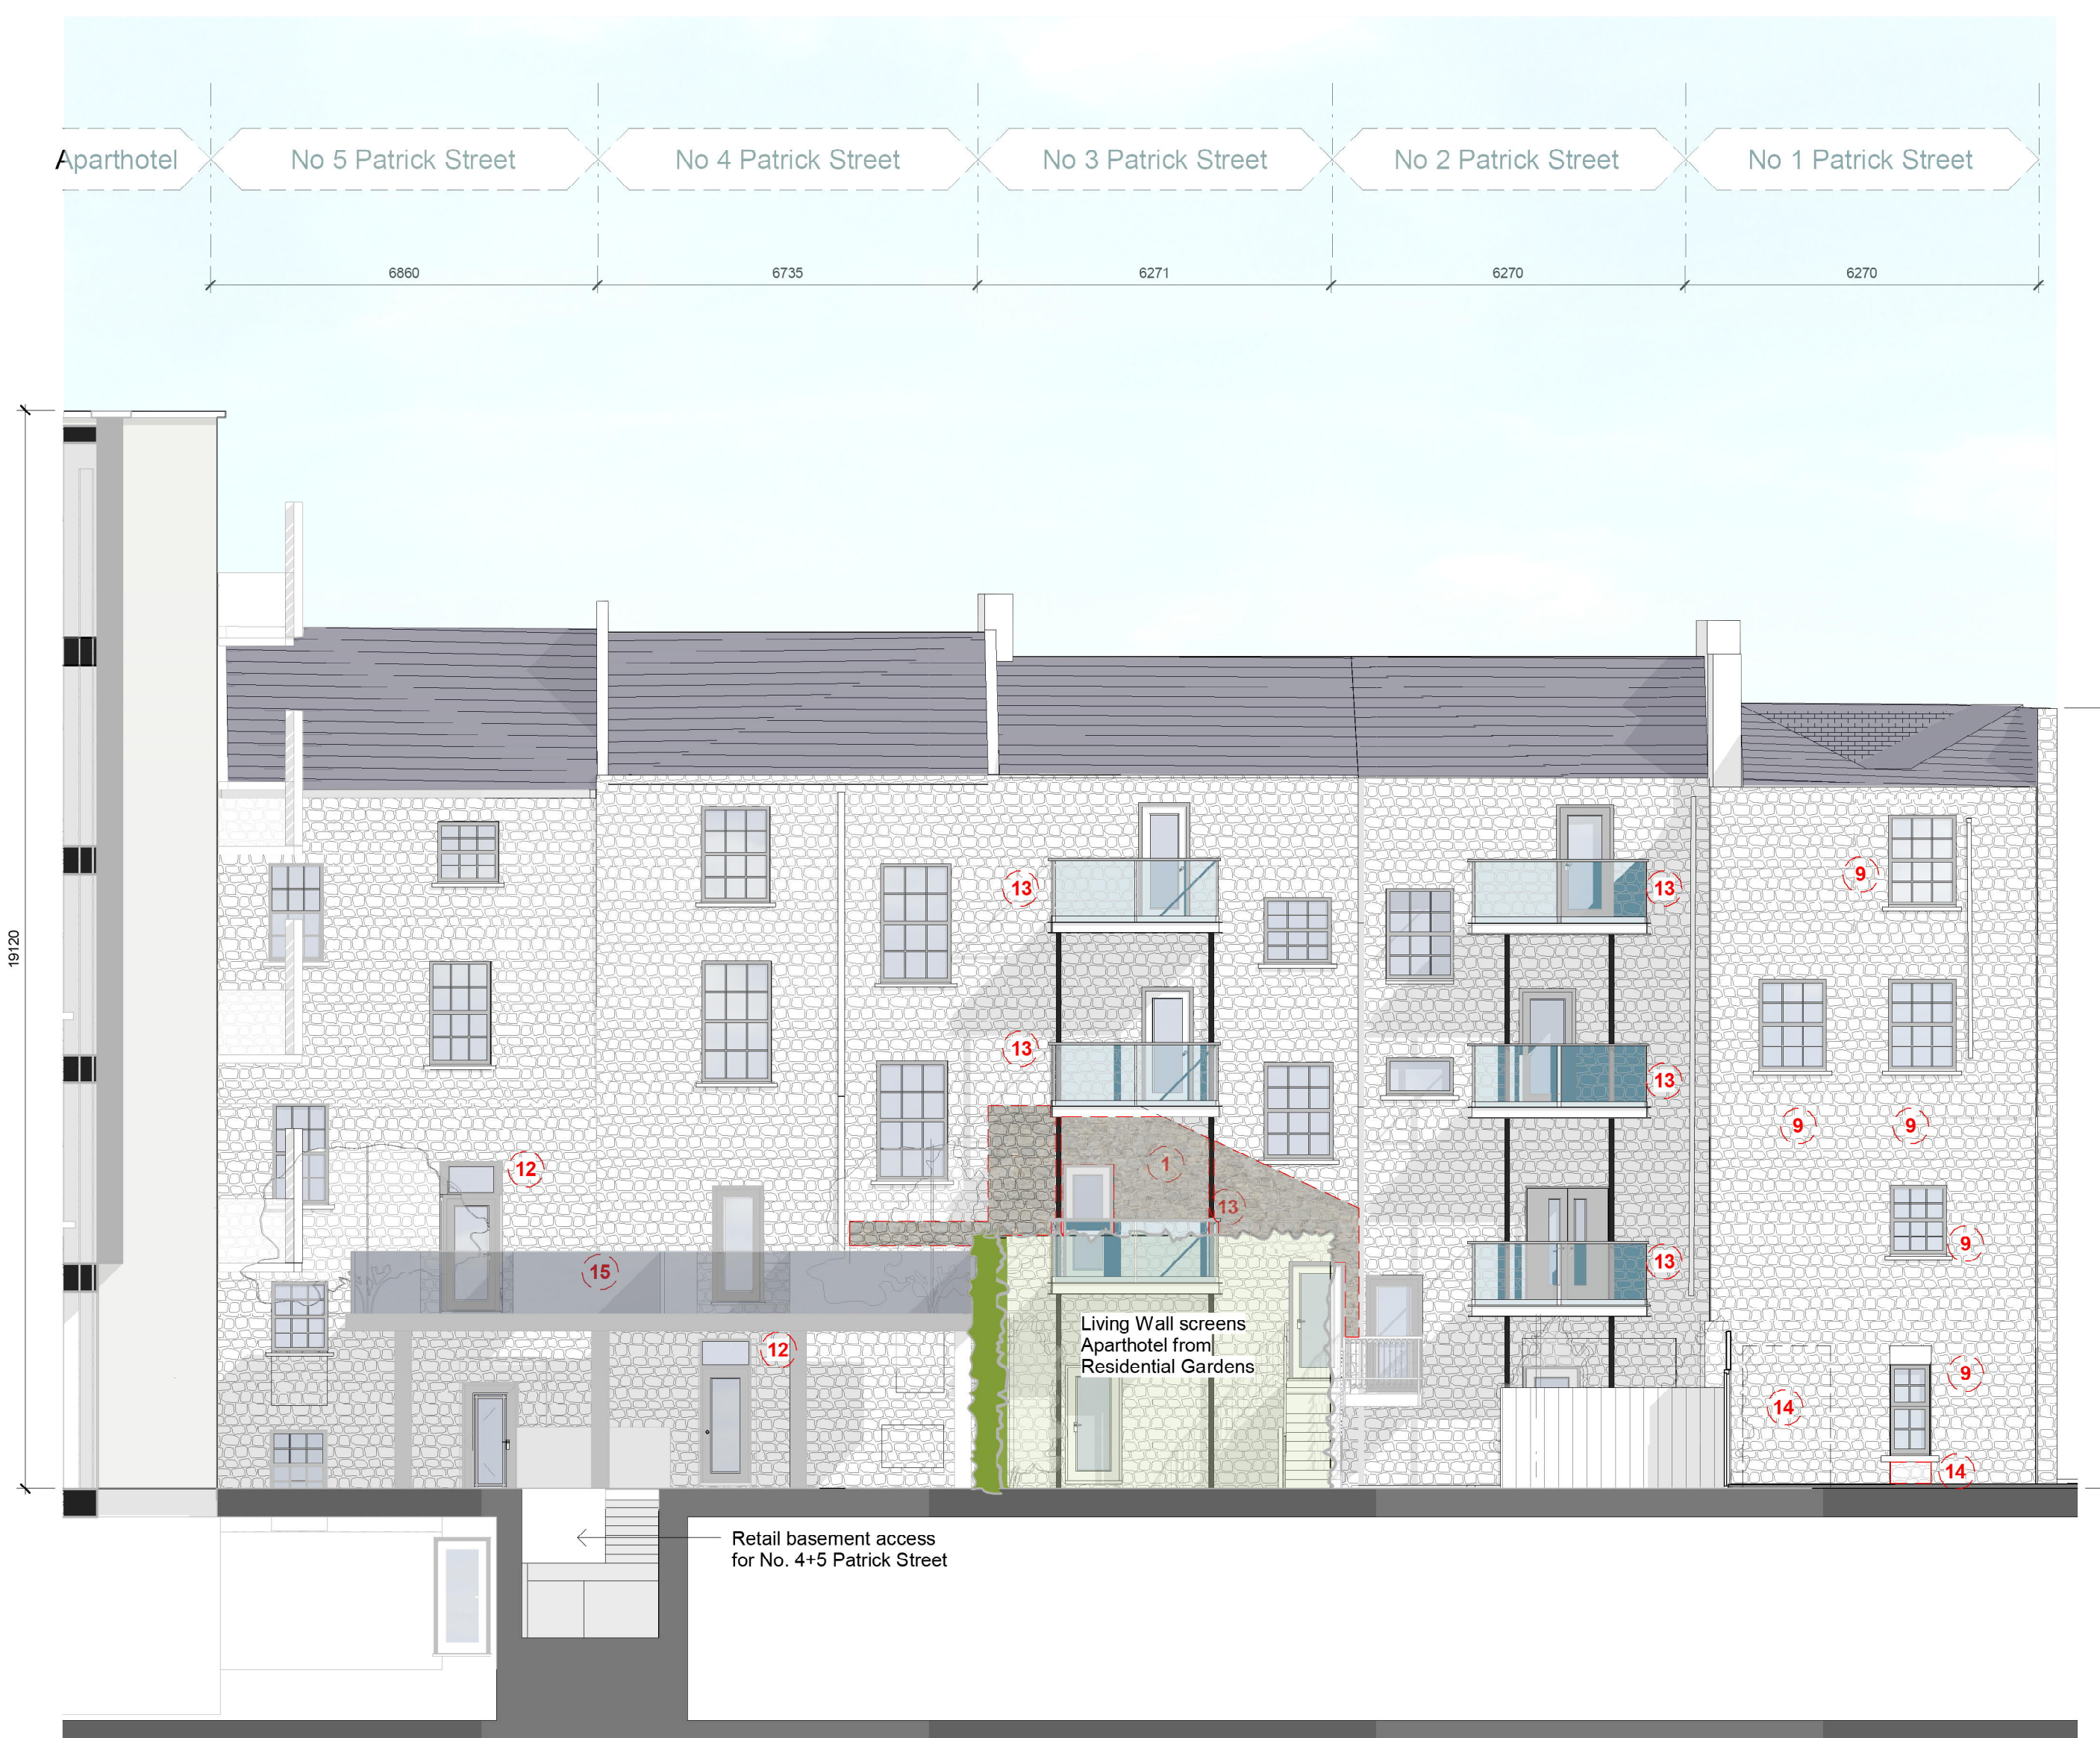 Aparthotel
No 5 Patrick Street
No 4 Patrick Street
No 3 Patrick Street
No 2 Patrick Street
No 1 Patrick Street
6860
6735
6271
6270
6270
19120
13
13
9
13
13
9
9
12
1
13
9
13
15
Living Wall screens
Aparthotel from
Residential Gardens
12
9
14
14
Retail basement access
for No. 4+5 Patrick Street